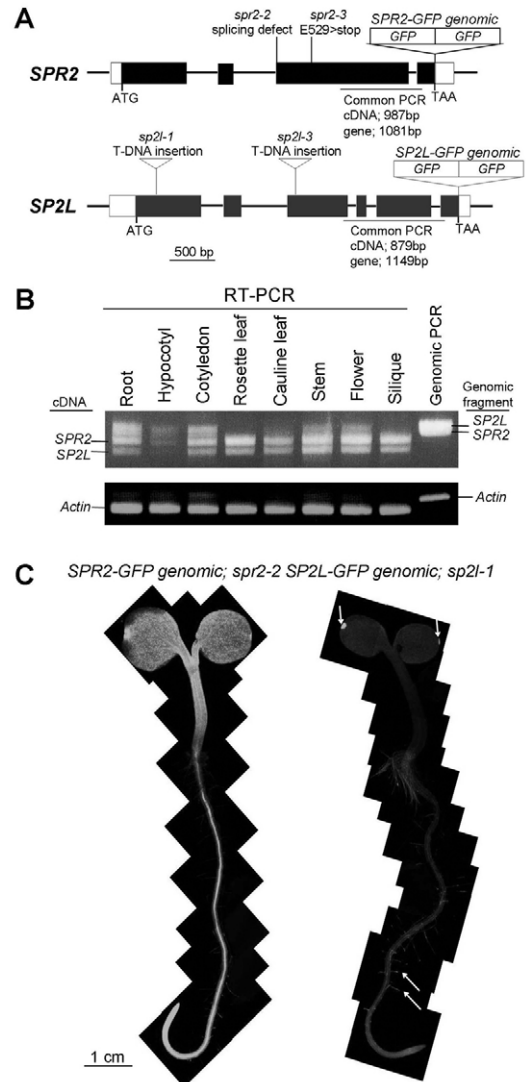 A
spr2-2 spr2-3 SPR2-GFP genomic
splicing defect E529>stop GFP GFP
SPR2
ATG TAA
Common PCR
cDNA; 987bp
gene; 1081bp
sp2l-1 sp2l-3 SP2L-GFP genomic
T-DNA insertion T-DNA insertion GFP GFP
SP2L
ATG TAA
Common PCR
cDNA; 879bp
gene; 1149bp
500 bp
B
RT-PCR
Root Hypocotyl Cotyledon Rosette leaf Cauline leaf Stem Flower Silique Genomic PCR
cDNA Genomic fragment
SPR2 SP2L
SP2L SPR2
Actin Actin
C
SPR2-GFP genomic; spr2-2 SP2L-GFP genomic; sp2l-1
1 cm